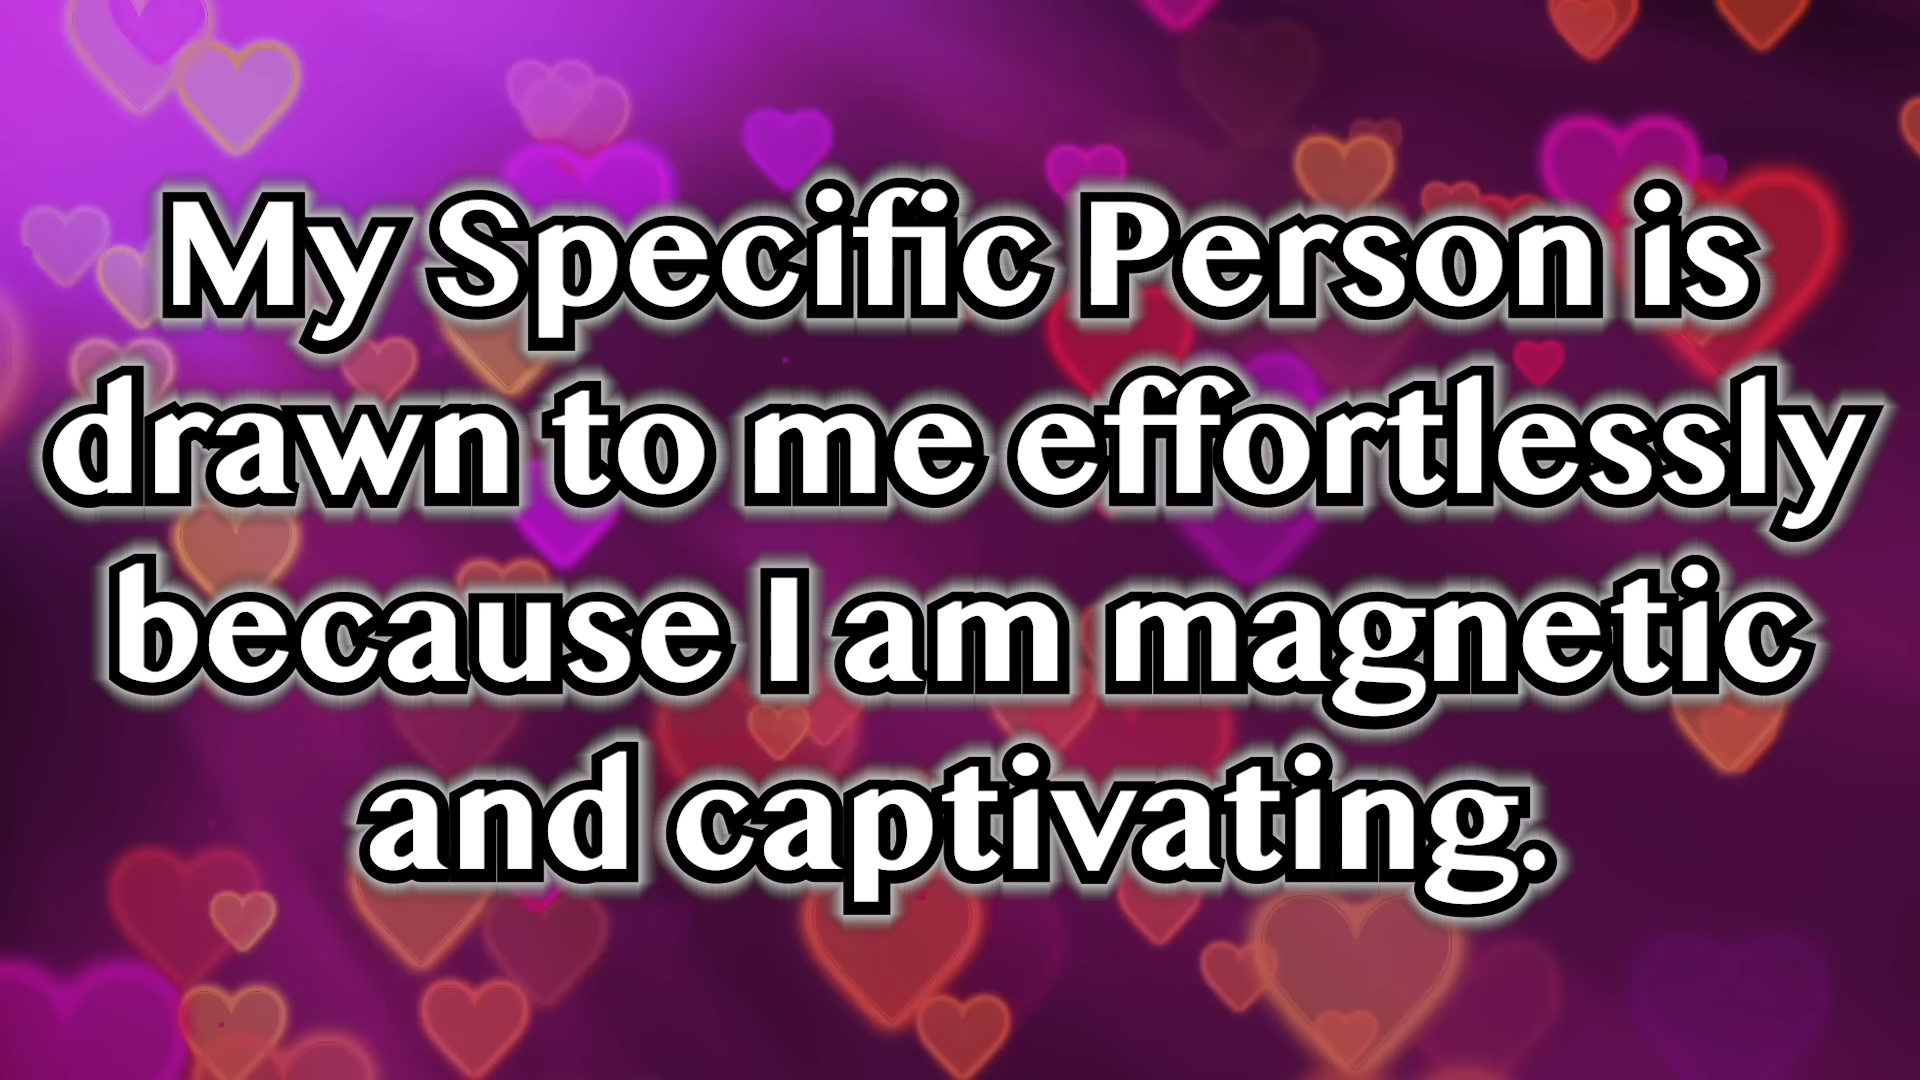 My Specific Person is
drawn to me effortlessly
because I am magnetic
and captivating.